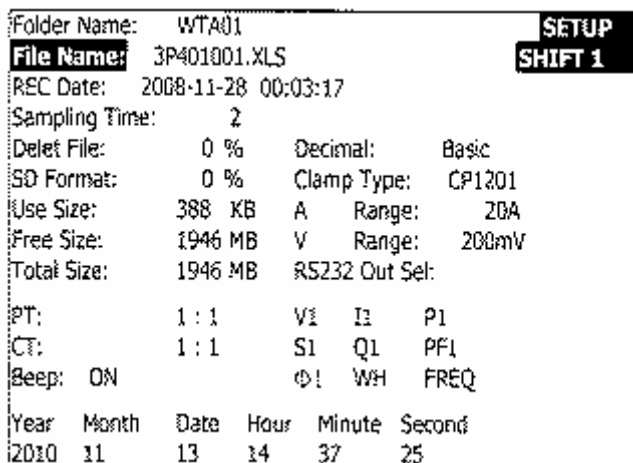 Folder Name: WTA01 SETUP
File Name: 3P401001.XLS SHIFT 1
REC Date: 2008-11-28 00:03:17
Sampling Time: 2
Delet File: 0 % Decimal: Basic
SD Format: 0 % Clamp Type: CP1201
Use Size: 388 KB A Range: 20A
Free Size: 1946 MB V Range: 200mV
Total Size: 1946 MB RS232 Out Sel:
PT: 1 : 1 V1 I1 P1
CT: 1 : 1 S1 Q1 PF1
Beep: ON Φ1 WH FREQ
Year Month Date Hour Minute Second
2010 11 13 14 37 25